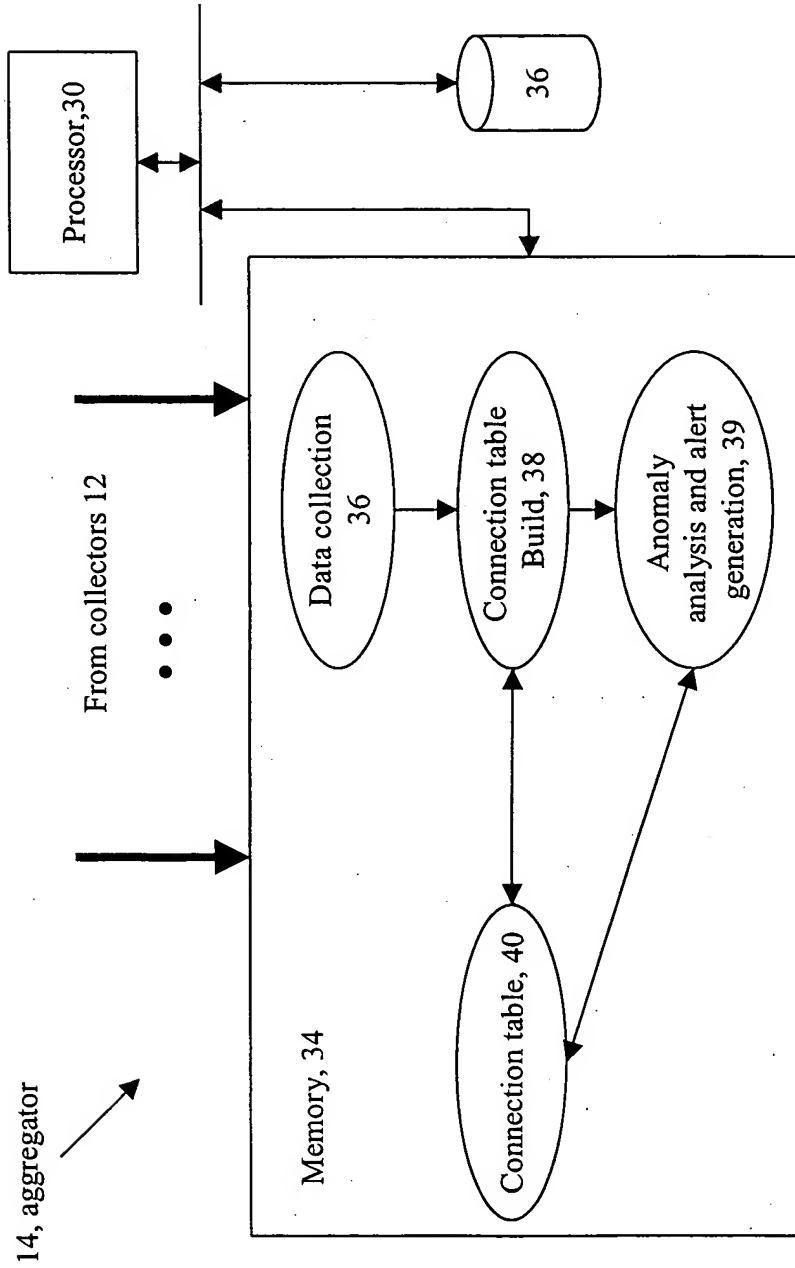 14, aggregator
From collectors 12
Processor,30
36
Memory, 34
Data collection
36
Connection table
Build, 38
Anomaly
analysis and alert
generation, 39
Connection table, 40